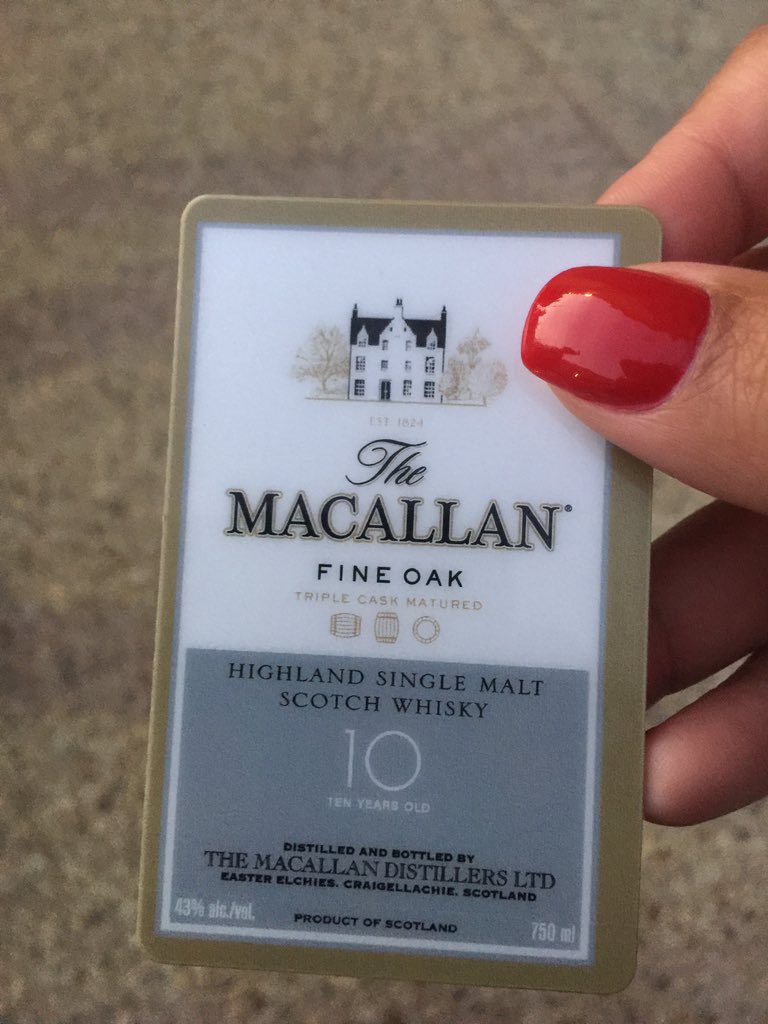 EST 1824
The
MACALLAN®
FINE OAK
TRIPLE CASK MATURED
HIGHLAND SINGLE MALT
SCOTCH WHISKY
10
TEN YEARS OLD
DISTILLED AND BOTTLED BY
THE MACALLAN DISTILLERS LTD
EASTER ELCHIES, CRAIGELLACHIE, SCOTLAND
43% alc./vol.
PRODUCT OF SCOTLAND
750 ml